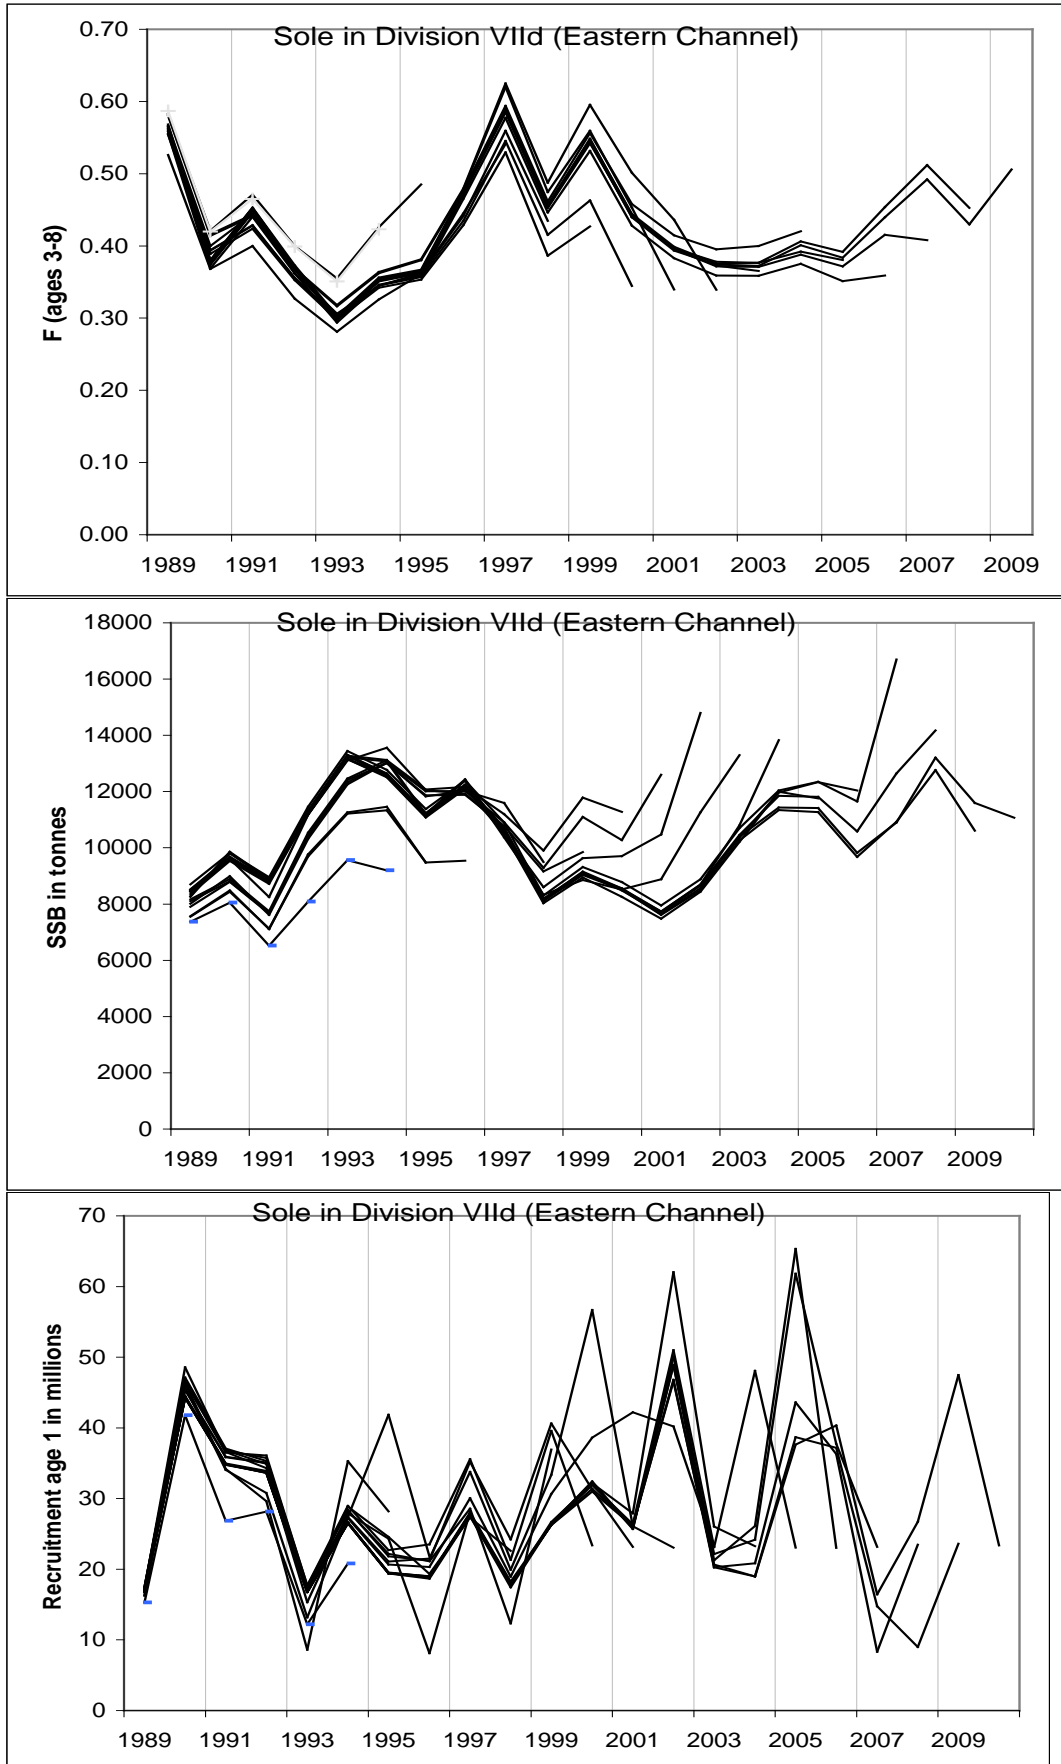 Sole in Division VIId (Eastern Channel)
F (ages 3-8)
0.70
0.60
0.50
0.40
0.30
0.20
0.10
0.00
1989 1991 1993 1995 1997 1999 2001 2003 2005 2007 2009
Sole in Division VIId (Eastern Channel)
SSB in tonnes
18000
16000
14000
12000
10000
8000
6000
4000
2000
0
1989 1991 1993 1995 1997 1999 2001 2003 2005 2007 2009
Sole in Division VIId (Eastern Channel)
Recruitment age 1 in millions
70
60
50
40
30
20
10
0
1989 1991 1993 1995 1997 1999 2001 2003 2005 2007 2009